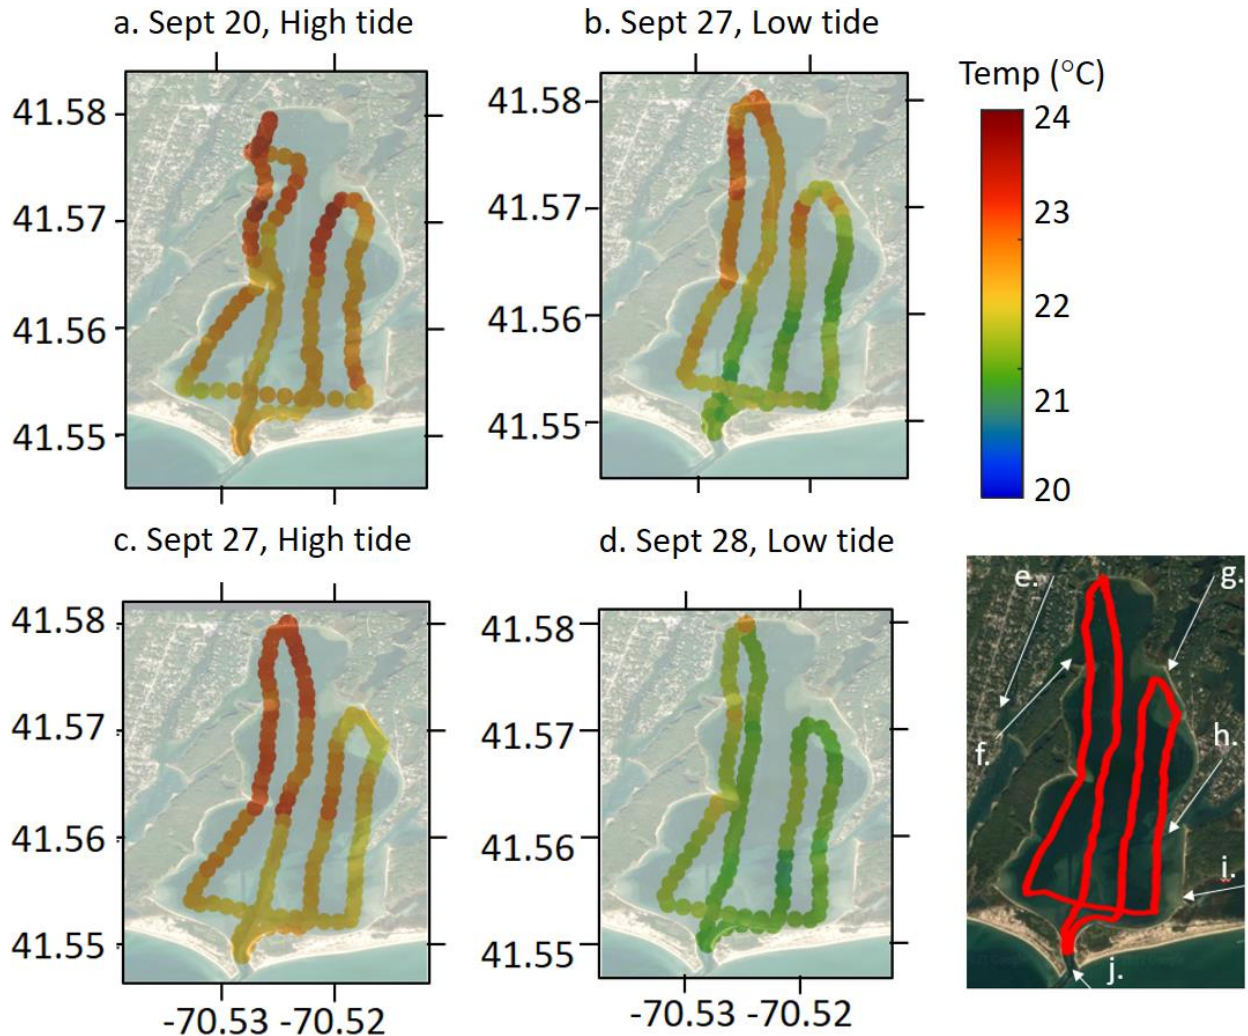 a. Sept 20, High tide
b. Sept 27, Low tide
Temp (°C)
41.58
41.57
41.56
41.55
41.58
41.57
41.56
41.55
24
23
22
21
20
c. Sept 27, High tide
d. Sept 28, Low tide
41.58
41.57
41.56
41.55
-70.53 -70.52
41.58
41.57
41.56
41.55
-70.53 -70.52
e.
g.
f.
h.
i.
j.